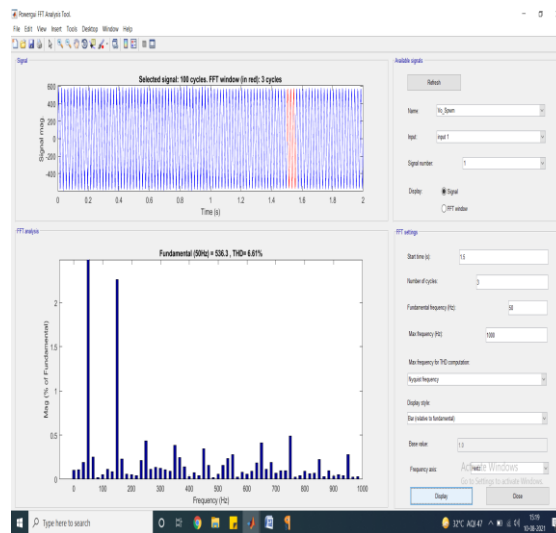 Powergui FFT Analysis Tool.
File Edit View Insert Tools Desktop Window Help
Signal
Selected signal: 100 cycles. FFT window (in red): 3 cycles
600
400
200
0
-200
-400
Signal mag.
0 0.2 0.4 0.6 0.8 1 1.2 1.4 1.6 1.8 2
Time (s)
FFT analysis
Fundamental (50Hz) = 536.3 , THD= 6.61%
2
1.5
1
0.5
0
Mag (% of Fundamental)
0 100 200 300 400 500 600 700 800 900 1000
Frequency (Hz)
Available signals
Refresh
Name:
Input: input 1
Signal number: 1
Display: Signal
FFT window
FFT settings
Start time (s): 1.5
Number of cycles: 3
Fundamental frequency (Hz): 50
Max frequency (Hz): 1000
Max frequency for THD computation:
Nyquist frequency
Display style:
Bar (relative to fundamental)
Base value: 1.0
Frequency axis: Hertz
Activate Windows
Go to Settings to activate Windows.
Display Close
Type here to search
32°C AQI 47
15:19
10-08-2021